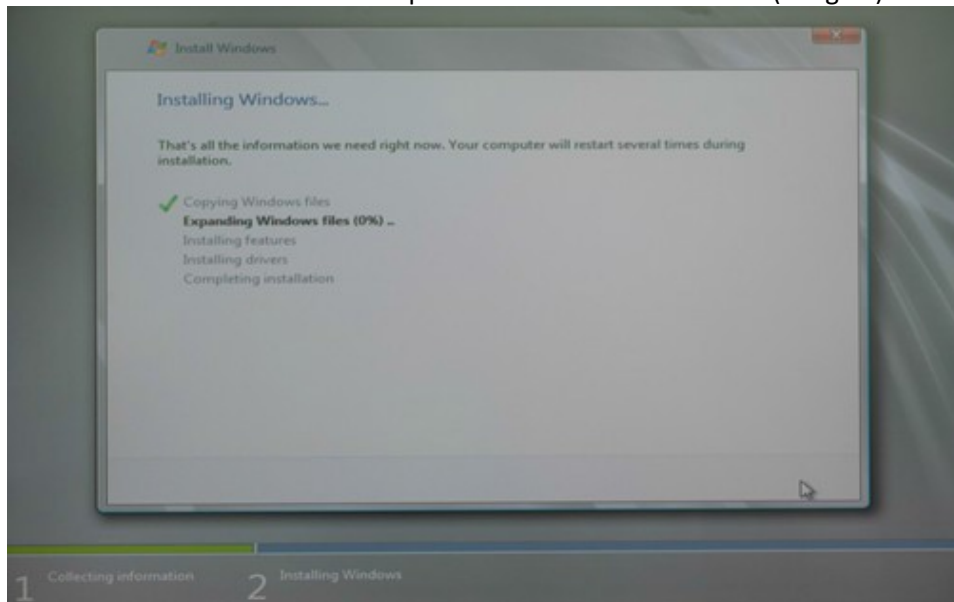 Install Windows
Installing Windows...
That's all the information we need right now. Your computer will restart several times during
installation.
Copying Windows files
Expanding Windows files (0%) ...
Installing features
Installing drivers
Completing installation
1 Collecting information
2 Installing Windows